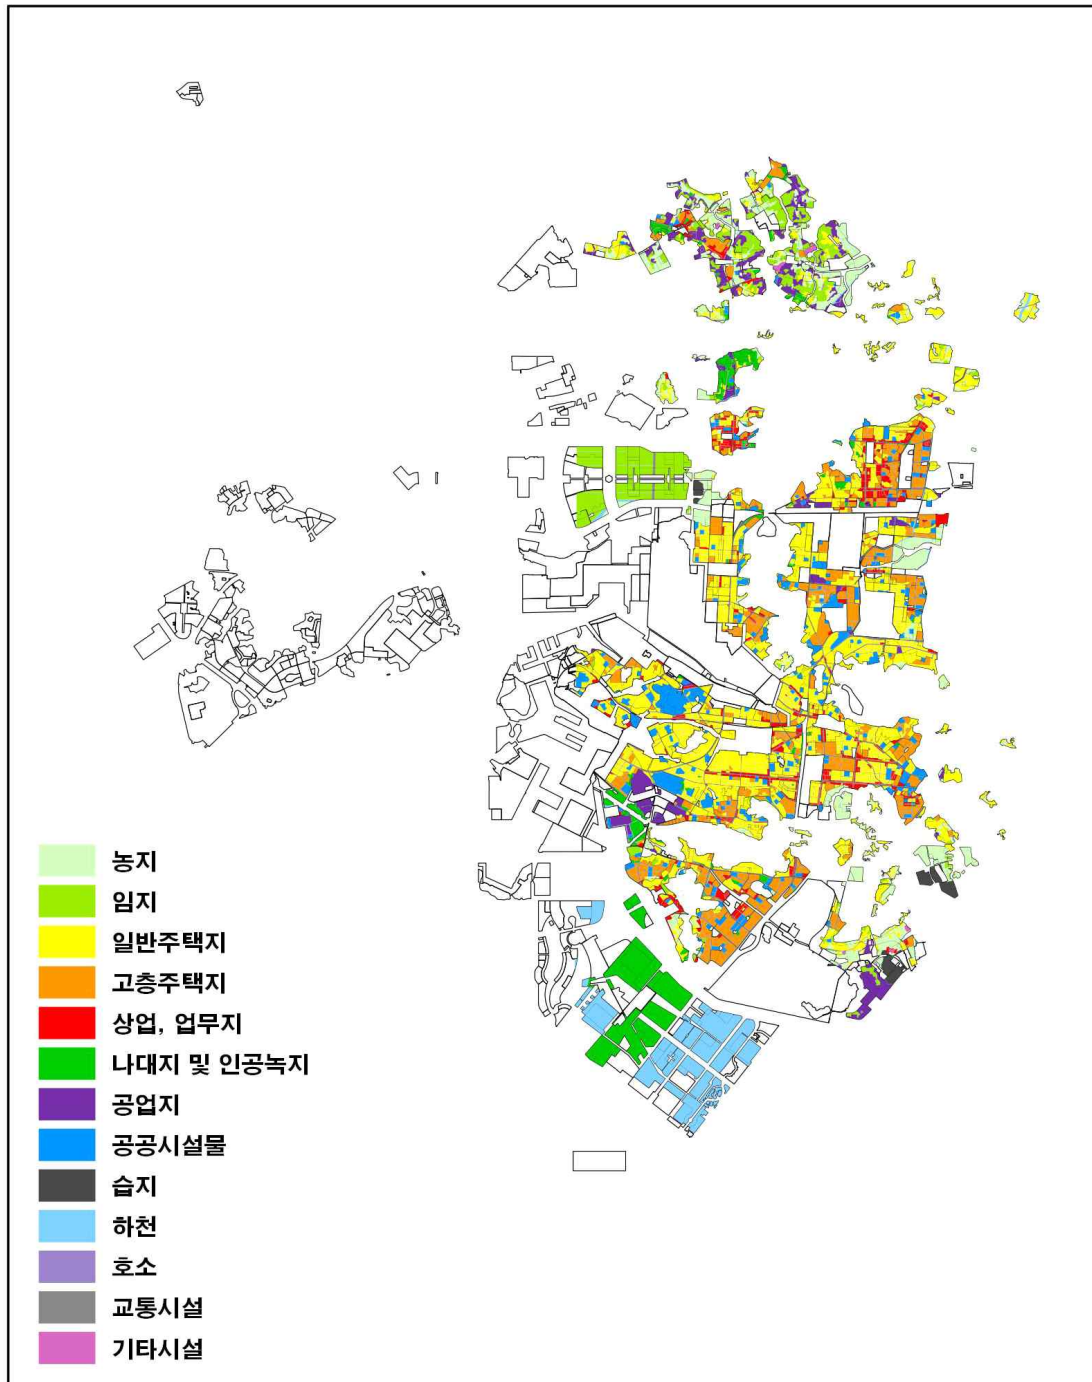 농지
임지
일반주택지
고층주택지
상업, 업무지
나대지 및 인공녹지
공업지
공공시설물
습지
하천
호소
교통시설
기타시설